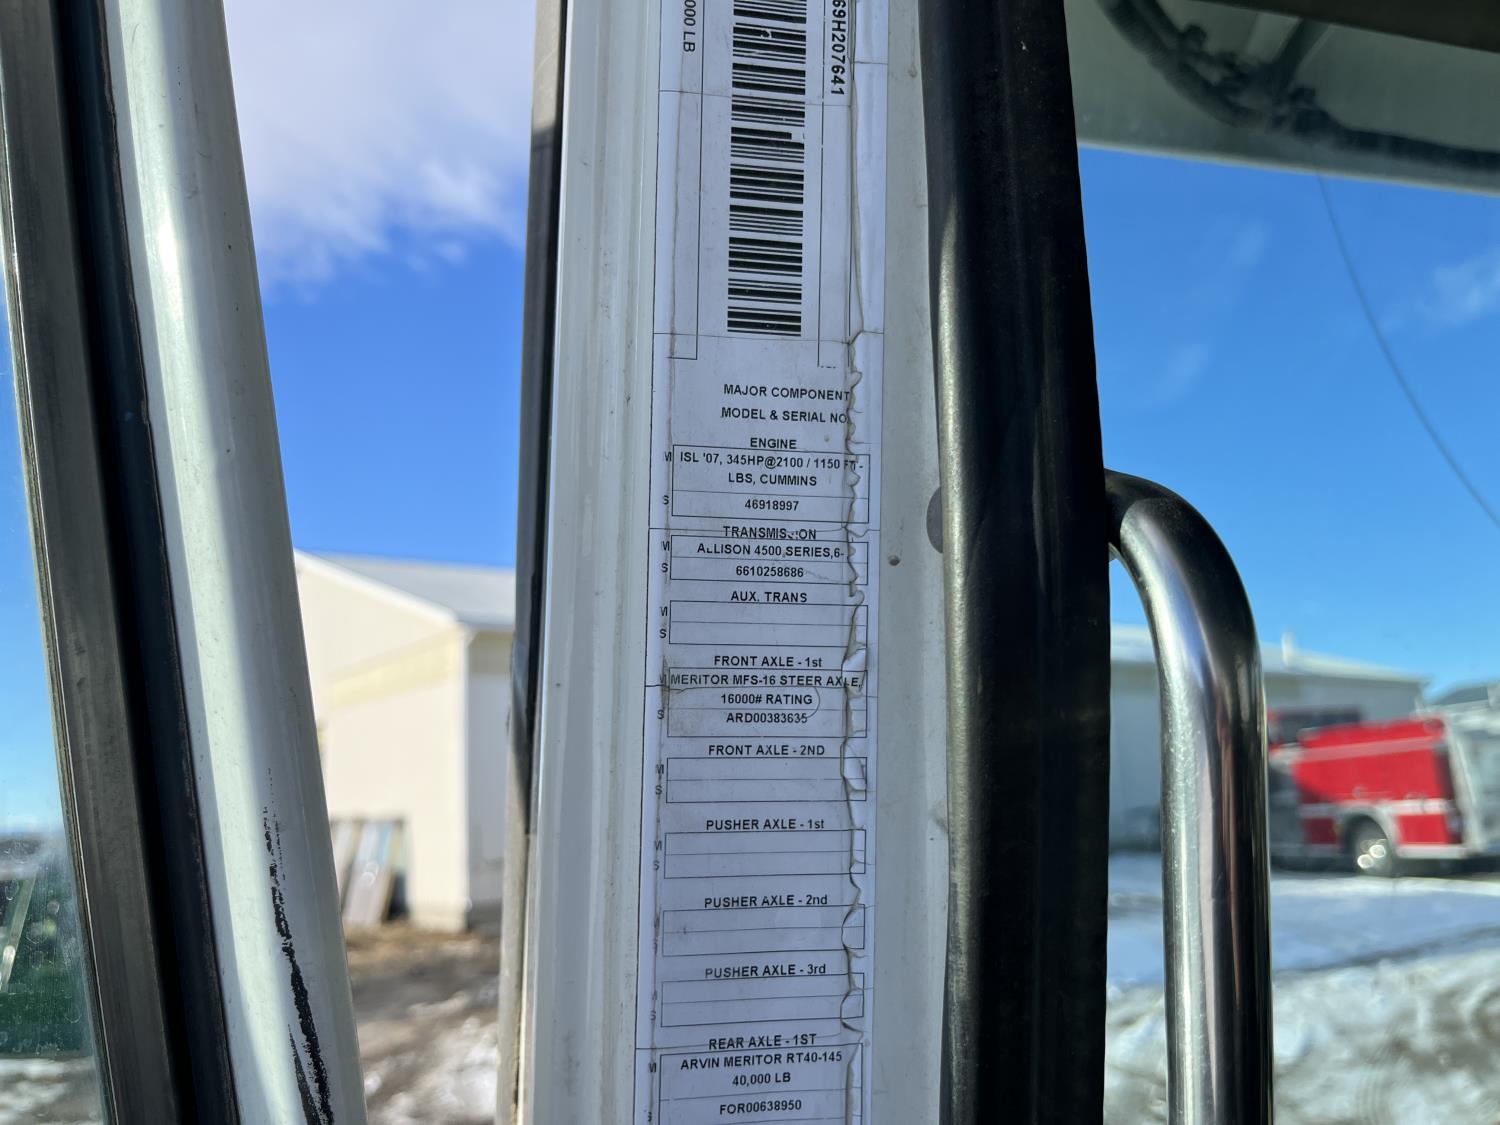 000 LB
69H207641
MAJOR COMPONENT
MODEL & SERIAL NO
ENGINE
M ISL '07, 345HP@2100 / 1150 FT-
LBS, CUMMINS
S 46918997
TRANSMISSION
M ALLISON 4500 SERIES,6-
S 6610258686
AUX. TRANS
M
S
FRONT AXLE - 1st
M MERITOR MFS-16 STEER AXLE,
16000# RATING
S ARD00383635
FRONT AXLE - 2ND
M
S
PUSHER AXLE - 1st
M
S
PUSHER AXLE - 2nd
M
S
PUSHER AXLE - 3rd
M
S
REAR AXLE - 1ST
M ARVIN MERITOR RT40-145
40,000 LB
S FOR00638950